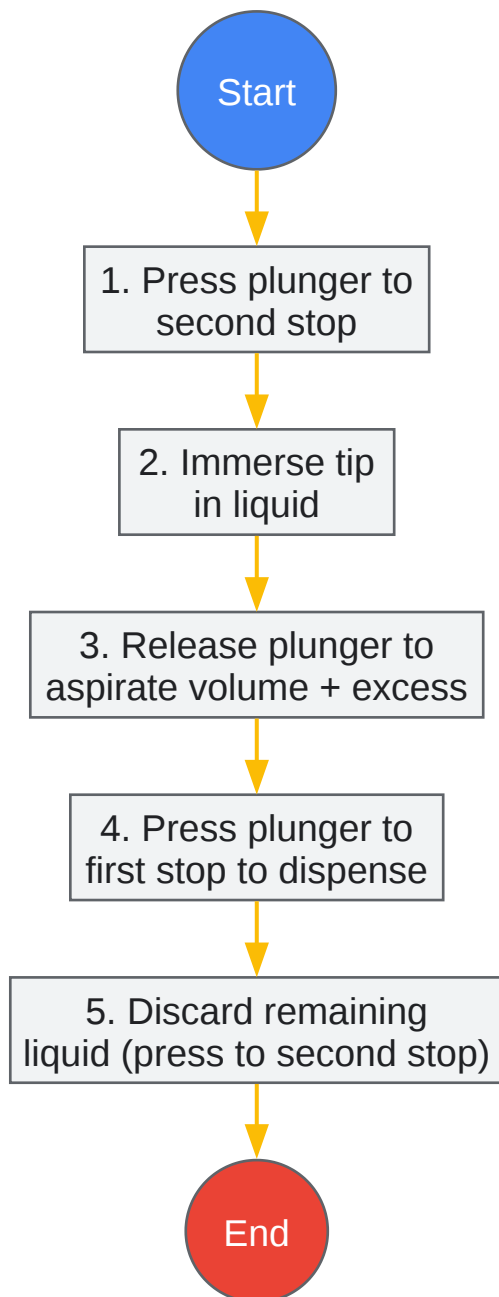 Start
1. Press plunger to
second stop
2. Immerse tip
in liquid
3. Release plunger to
aspirate volume + excess
4. Press plunger to
first stop to dispense
5. Discard remaining
liquid (press to second stop)
End